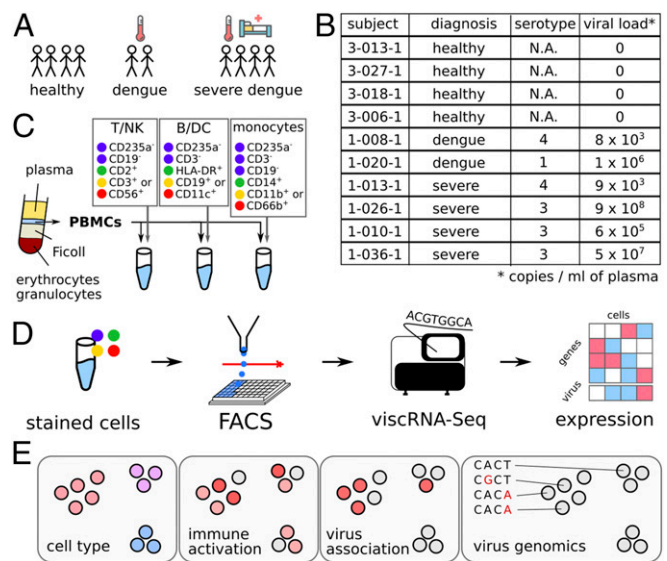 A
healthy
dengue
severe dengue
B
subject diagnosis serotype viral load*
3-013-1 healthy N.A. 0
3-027-1 healthy N.A. 0
3-018-1 healthy N.A. 0
3-006-1 healthy N.A. 0
1-008-1 dengue 4 8 x 10³
1-020-1 dengue 1 1 x 10⁶
1-013-1 severe 4 9 x 10³
1-026-1 severe 3 9 x 10⁸
1-010-1 severe 3 6 x 10⁵
1-036-1 severe 3 5 x 10⁷
* copies / ml of plasma
C
plasma
PBMCs
Ficoll
erythrocytes
granulocytes
T/NK
CD235a⁻
CD19⁻
CD2⁺
CD3⁺ or
CD56⁺
B/DC
CD235a⁻
CD3⁻
HLA-DR⁺
CD19⁺ or
CD11c⁺
monocytes
CD235a⁻
CD3⁻
CD19⁻
CD14⁺
CD11b⁺ or
CD66b⁺
D
stained cells
FACS
ACGTGGCA
viscRNA-Seq
cells
genes
virus
expression
E
cell type
immune
activation
virus
association
CACT
CGCT
CACA
CACA
virus genomics